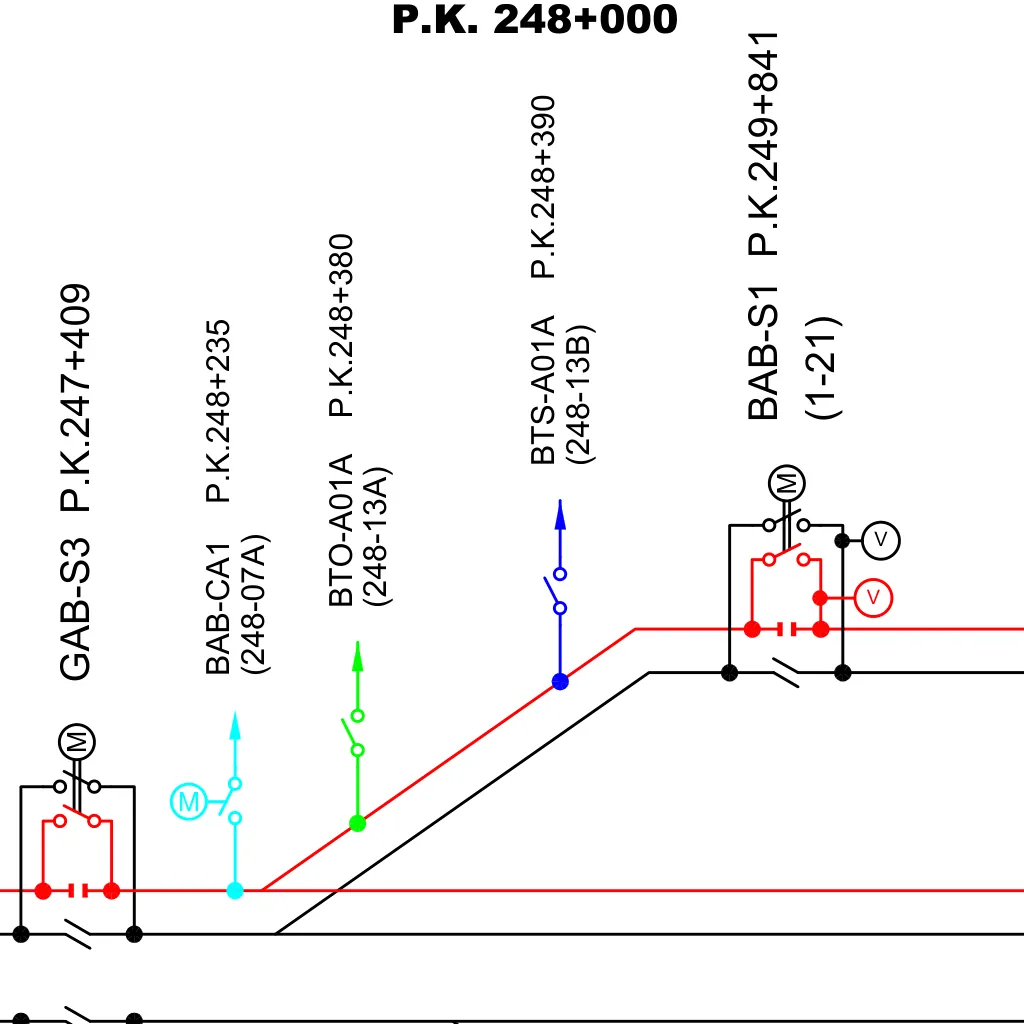 P.K. 248+000
GAB-S3 P.K.247+409
BAB-CA1 P.K.248+235
(248-07A)
BTO-A01A P.K.248+380
(248-13A)
BTS-A01A P.K.248+390
(248-13B)
BAB-S1 P.K.249+841
(1-21)
M
V
V
M
M